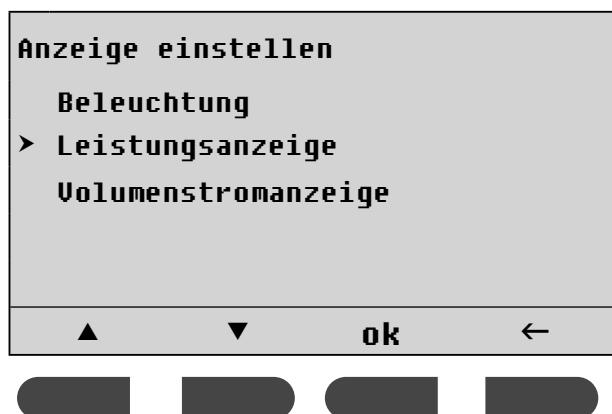 Anzeige einstellen
Beleuchtung
➤ Leistungsanzeige
Volumenstromanzeige
▲ ▼ ok ←